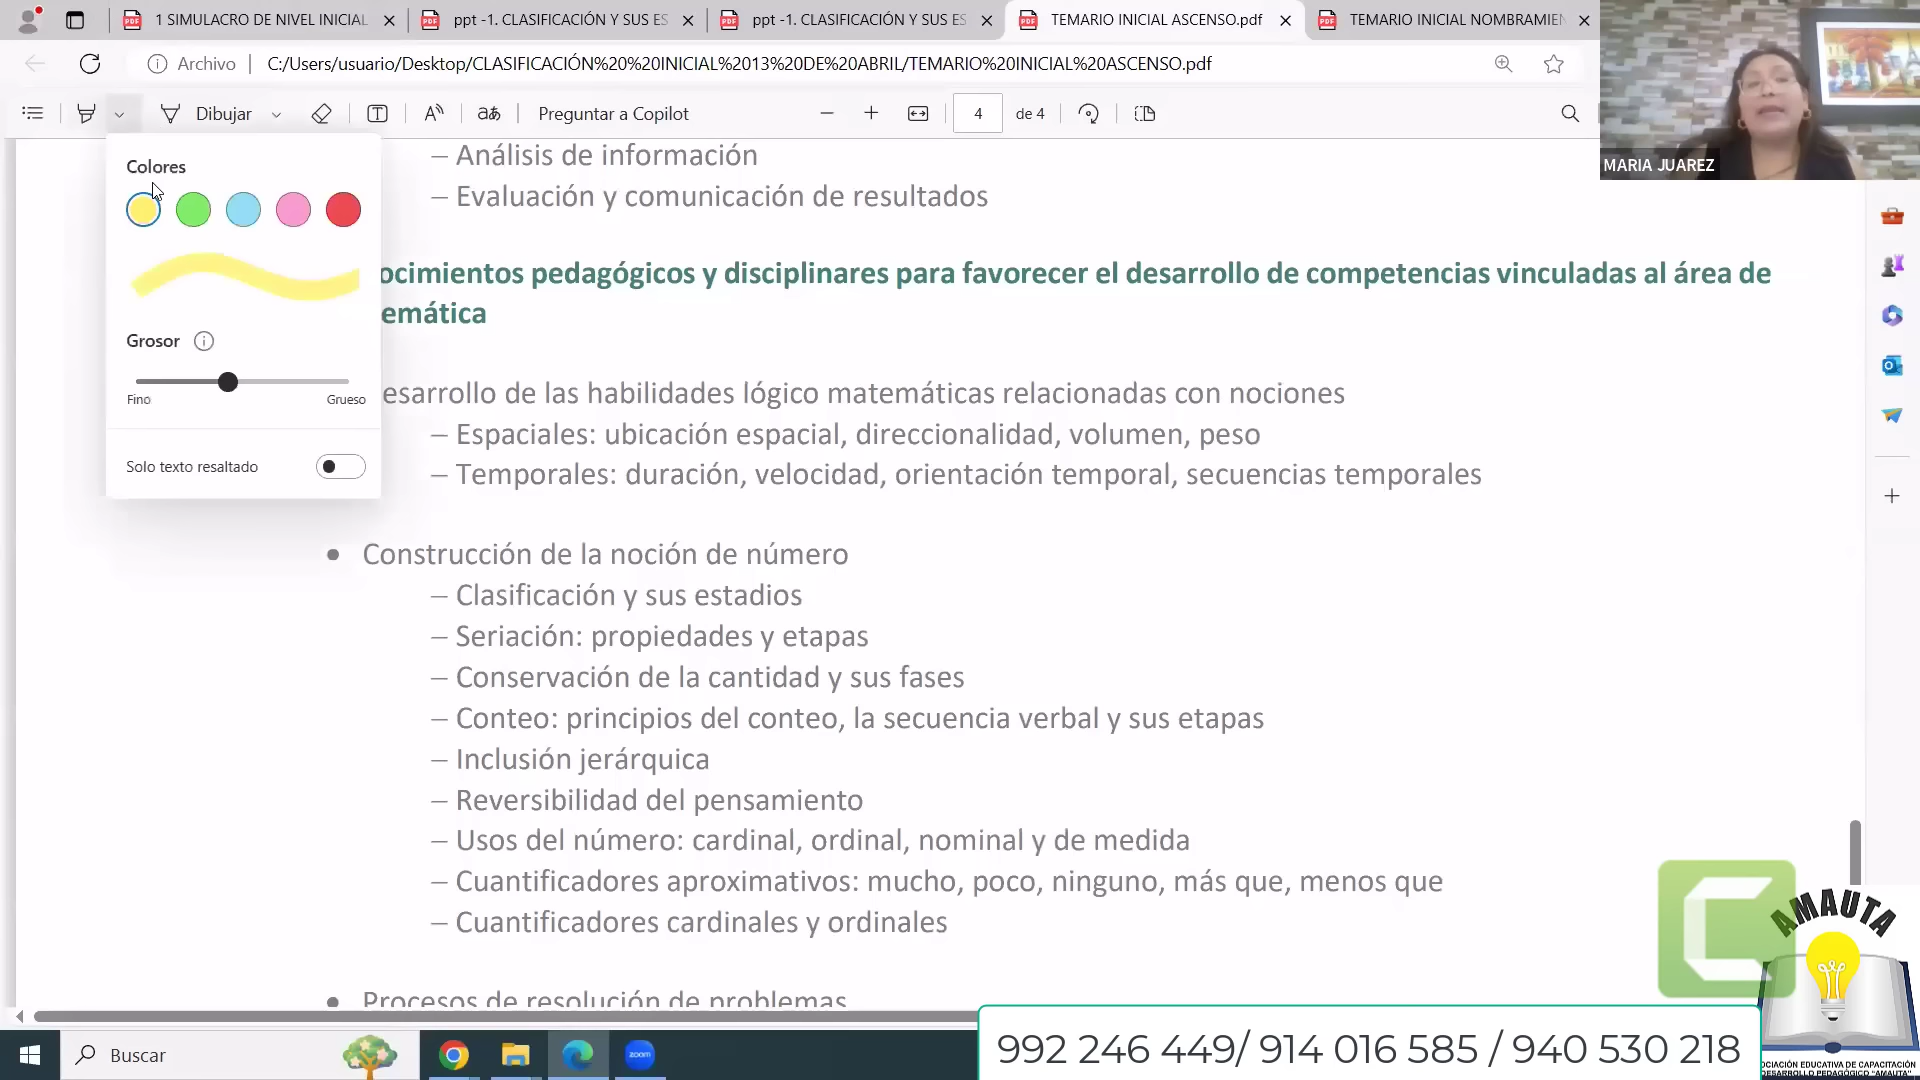 1 SIMULACRO DE NIVEL INICIAL
ppt -1. CLASIFICACIÓN Y SUS ES
ppt -1. CLASIFICACIÓN Y SUS ES
TEMARIO INICIAL ASCENSO.pdf
TEMARIO INICIAL NOMBRAMIEN
Archivo
C:/Users/usuario/Desktop/CLASIFICACIÓN%20%20INICIAL%2013%20DE%20ABRIL/TEMARIO%20INICIAL%20ASCENSO.pdf
Dibujar
Preguntar a Copilot
4
de 4
MARIA JUAREZ
Colores
Grosor
Fino
Grueso
Solo texto resaltado
– Análisis de información
– Evaluación y comunicación de resultados
ocimientos pedagógicos y disciplinares para favorecer el desarrollo de competencias vinculadas al área de
emática
esarrollo de las habilidades lógico matemáticas relacionadas con nociones
– Espaciales: ubicación espacial, direccionalidad, volumen, peso
– Temporales: duración, velocidad, orientación temporal, secuencias temporales
• Construcción de la noción de número
– Clasificación y sus estadios
– Seriación: propiedades y etapas
– Conservación de la cantidad y sus fases
– Conteo: principios del conteo, la secuencia verbal y sus etapas
– Inclusión jerárquica
– Reversibilidad del pensamiento
– Usos del número: cardinal, ordinal, nominal y de medida
– Cuantificadores aproximativos: mucho, poco, ninguno, más que, menos que
– Cuantificadores cardinales y ordinales
• Procesos de resolución de problemas
AMAUTA
OCIACIÓN EDUCATIVA DE CAPACITACIÓN
DESARROLLO PEDAGÓGICO "AMAUTA"
992 246 449/ 914 016 585 / 940 530 218
Buscar
zoom